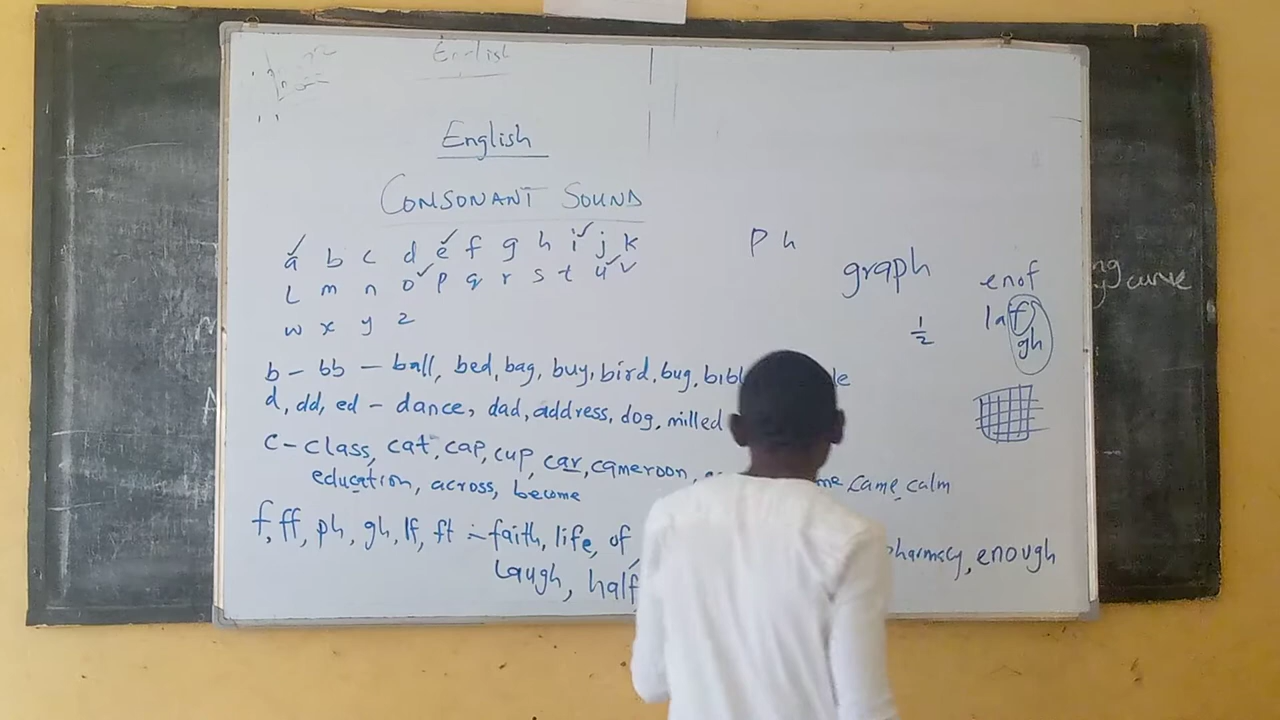 English
English
CONSONANT SOUND
a b c d e f g h i j k
L m n o p q r s t u v
w x y z
b - bb - ball, bed, bag, buy, bird, bug,
d, dd, ed - dance, dad, address, dog, milled
c - class, cat, cap, cup, car, cameroon, came, calm
education, across, become
f, ff, ph, gh, lf, ft :- faith, life, of enough
laugh, half
ph
graph
1/2
enof
laf
gh
curve